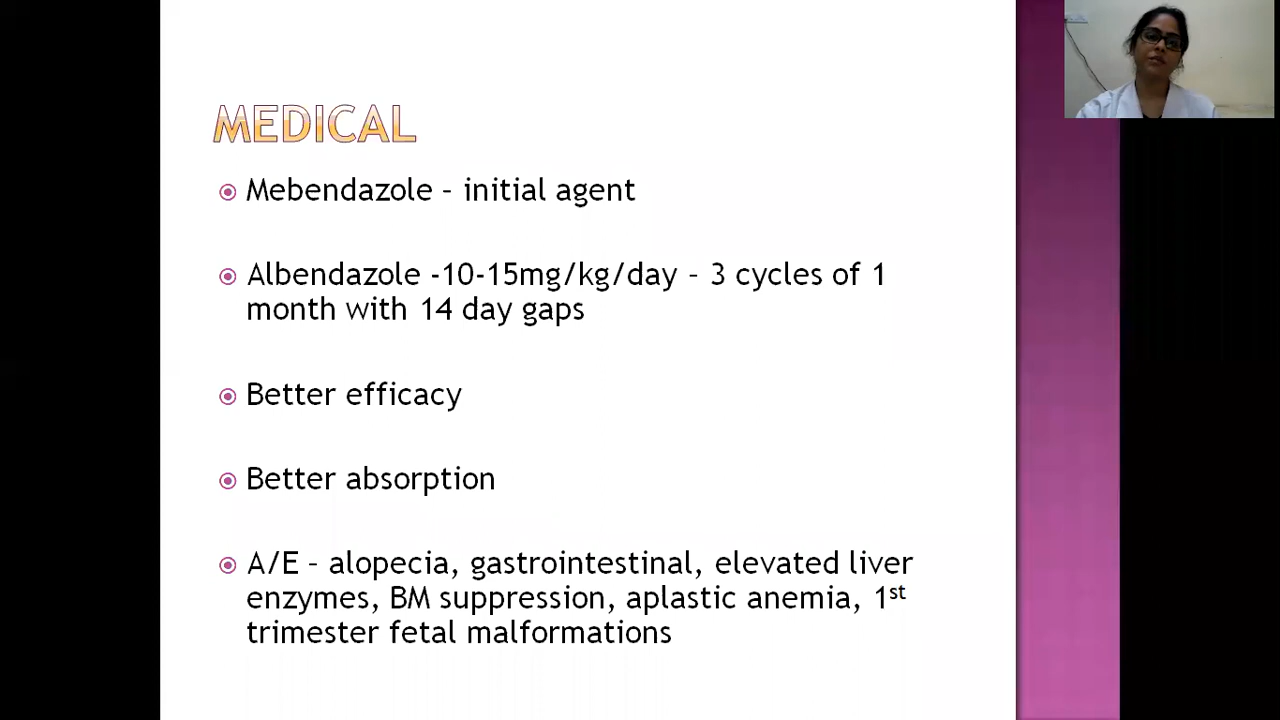 MEDICAL
Mebendazole – initial agent
Albendazole -10-15mg/kg/day – 3 cycles of 1
month with 14 day gaps
Better efficacy
Better absorption
A/E – alopecia, gastrointestinal, elevated liver
enzymes, BM suppression, aplastic anemia, 1st
trimester fetal malformations